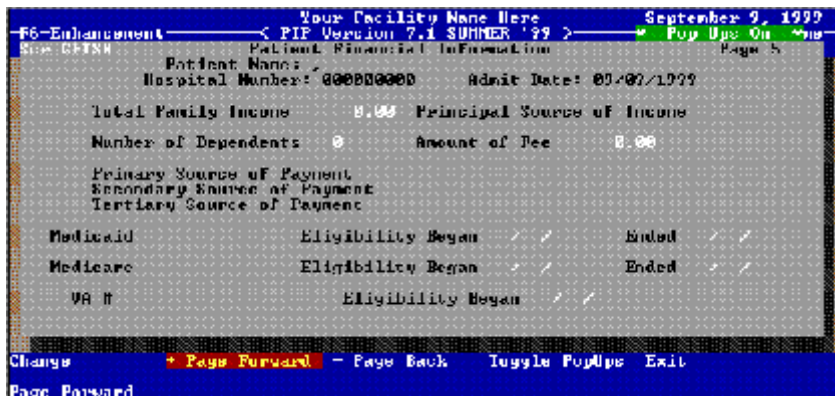 Your Facility Name Here September 9, 1999
F6-Enhancement < PIP Version 7.1 SUMMER '99 > Pop Ups On
Patient Financial Information Page 5
Patient Name: ,
Hospital Number: 000000000 Admit Date: 09/09/1999
Total Family Income 0.00 Principal Source of Income
Number of Dependents 0 Amount of Fee 0.00
Primary Source of Payment
Secondary Source of Payment
Tertiary Source of Payment
Medicaid Eligibility Began / / Ended / /
Medicare Eligibility Began / / Ended / /
VA # Eligibility Began / /
Change + Page Forward - Page Back Toggle PopUps Exit
Page Forward